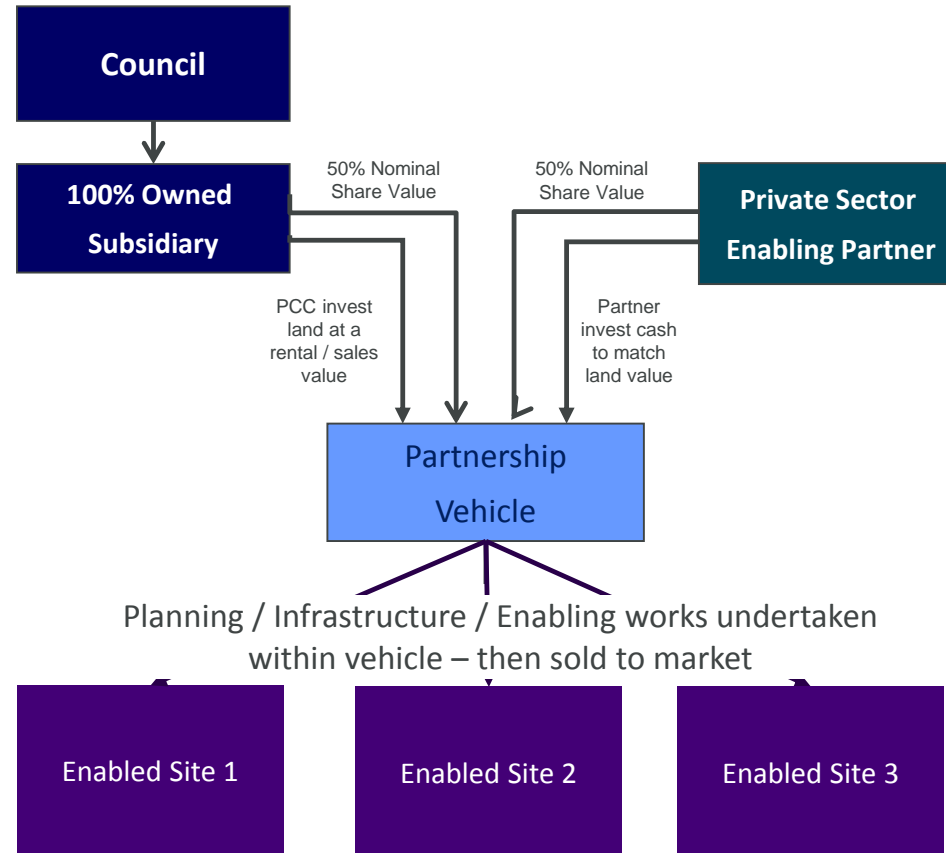 Council
100% Owned
Subsidiary
50% Nominal
Share Value
50% Nominal
Share Value
Private Sector
Enabling Partner
PCC invest
land at a
rental / sales
value
Partner
invest cash
to match
land value
Partnership
Vehicle
Planning / Infrastructure / Enabling works undertaken
within vehicle – then sold to market
Enabled Site 1
Enabled Site 2
Enabled Site 3